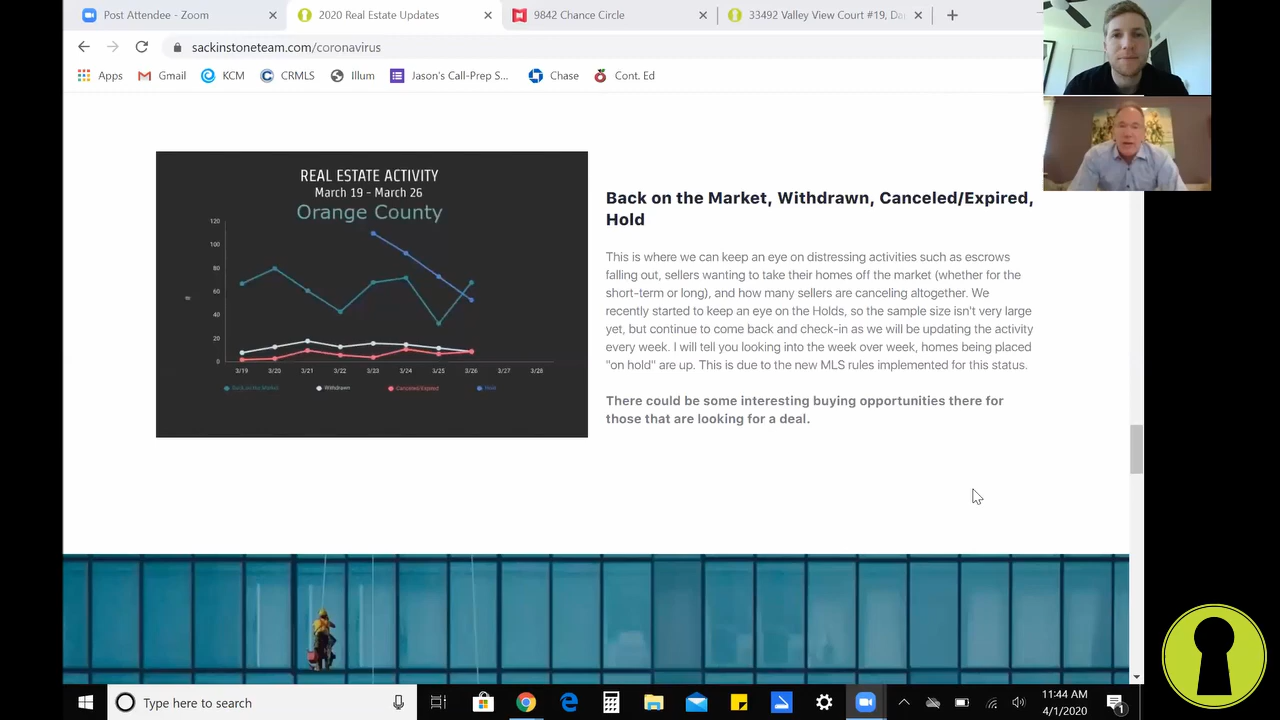 Post Attendee - Zoom
2020 Real Estate Updates
9842 Chance Circle
33492 Valley View Court #19, Da
sackinstoneteam.com/coronavirus
Apps Gmail KCM CRMLS Illum Jason's Call-Prep S... Chase Cont. Ed
REAL ESTATE ACTIVITY
March 19 - March 26
Orange County
120
100
80
60
40
20
0
3/19 3/20 3/21 3/22 3/23 3/24 3/25 3/26 3/27 3/28
Back on the Market Withdrawn Canceled/Expired Hold
Back on the Market, Withdrawn, Canceled/Expired,
Hold
This is where we can keep an eye on distressing activities such as escrows
falling out, sellers wanting to take their homes off the market (whether for the
short-term or long), and how many sellers are canceling altogether. We
recently started to keep an eye on the Holds, so the sample size isn't very large
yet, but continue to come back and check-in as we will be updating the activity
every week. I will tell you looking into the week over week, homes being placed
"on hold" are up. This is due to the new MLS rules implemented for this status.
There could be some interesting buying opportunities there for
those that are looking for a deal.
Type here to search
11:44 AM
4/1/2020
1